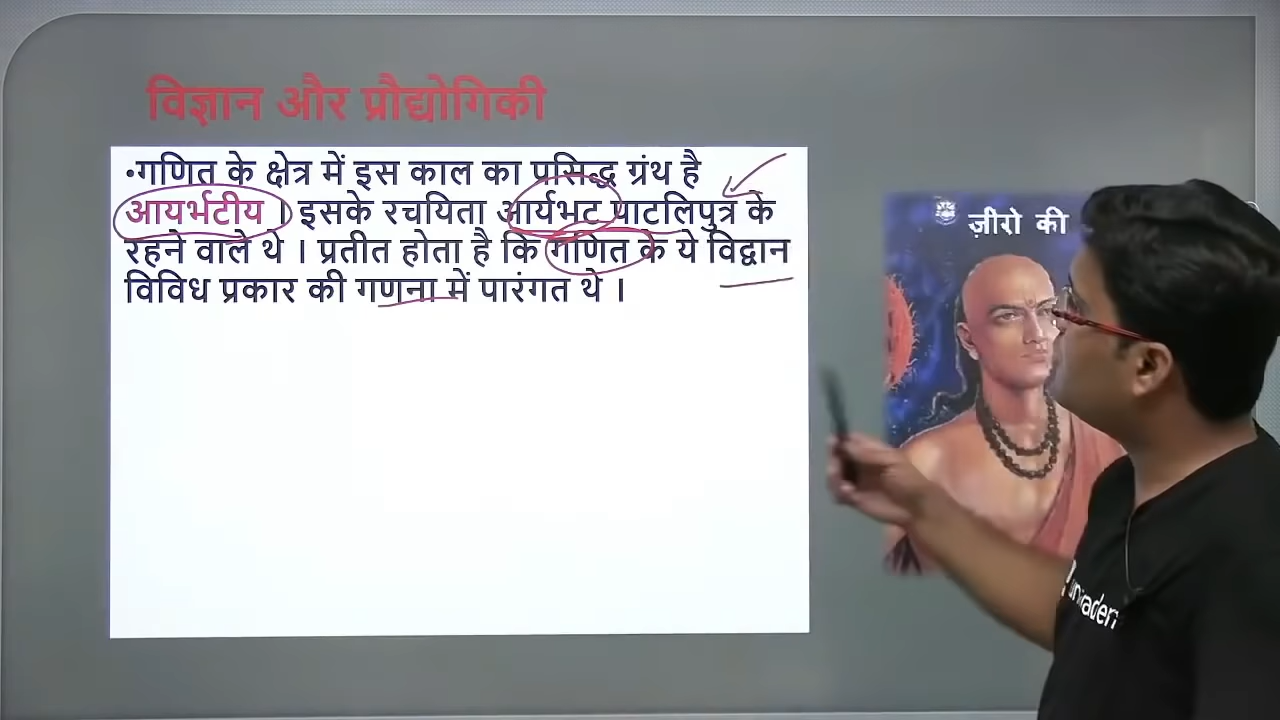 विज्ञान और प्रौद्योगिकी
•गणित के क्षेत्र में इस काल का प्रसिद्ध ग्रंथ है
आयर्भटीय । इसके रचयिता आर्यभट पाटलिपुत्र के
रहने वाले थे । प्रतीत होता है कि गणित के ये विद्वान
विविध प्रकार की गणना में पारंगत थे ।
ज़ीरो की